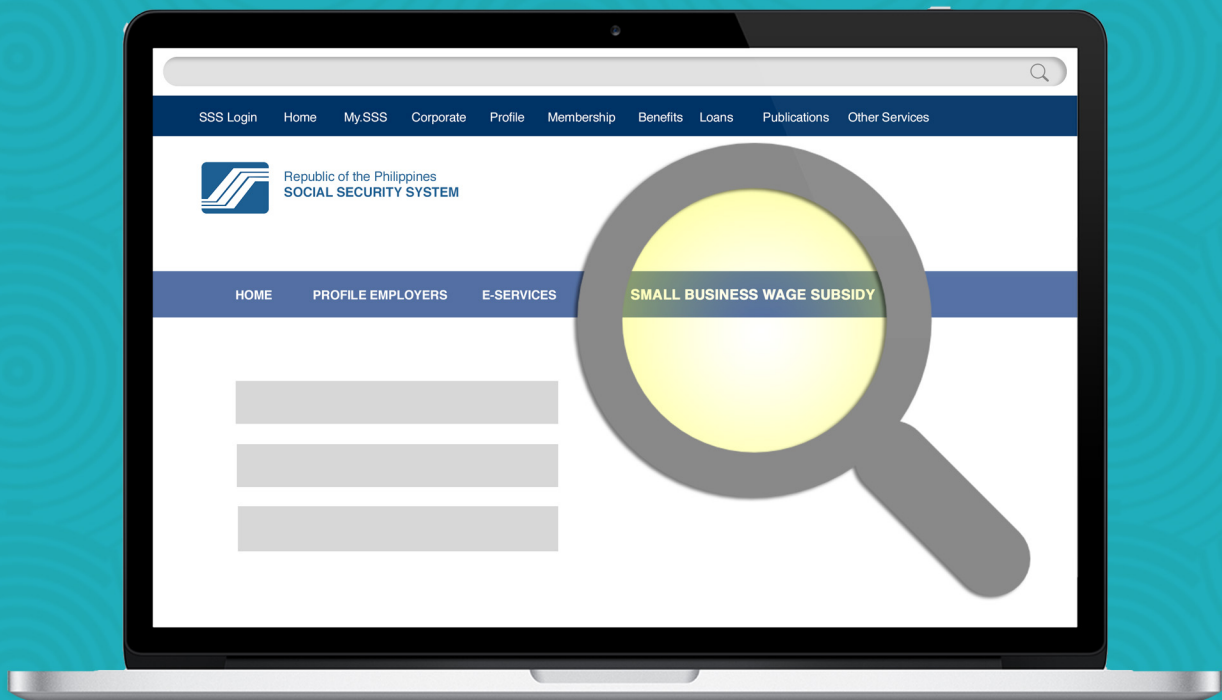 SSS Login Home My.SSS Corporate Profile Membership Benefits Loans Publications Other Services
Republic of the Philippines
SOCIAL SECURITY SYSTEM
HOME PROFILE EMPLOYERS E-SERVICES SMALL BUSINESS WAGE SUBSIDY